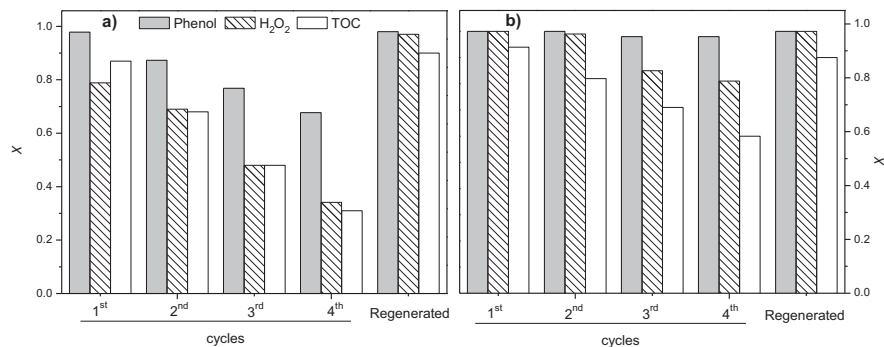 a) Phenol H₂O₂ TOC
1.0
0.8
0.6
0.4
0.2
0.0
X
1st 2nd 3rd 4th Regenerated
cycles
b)
1.0
0.8
0.6
0.4
0.2
0.0
X
1st 2nd 3rd 4th Regenerated
cycles